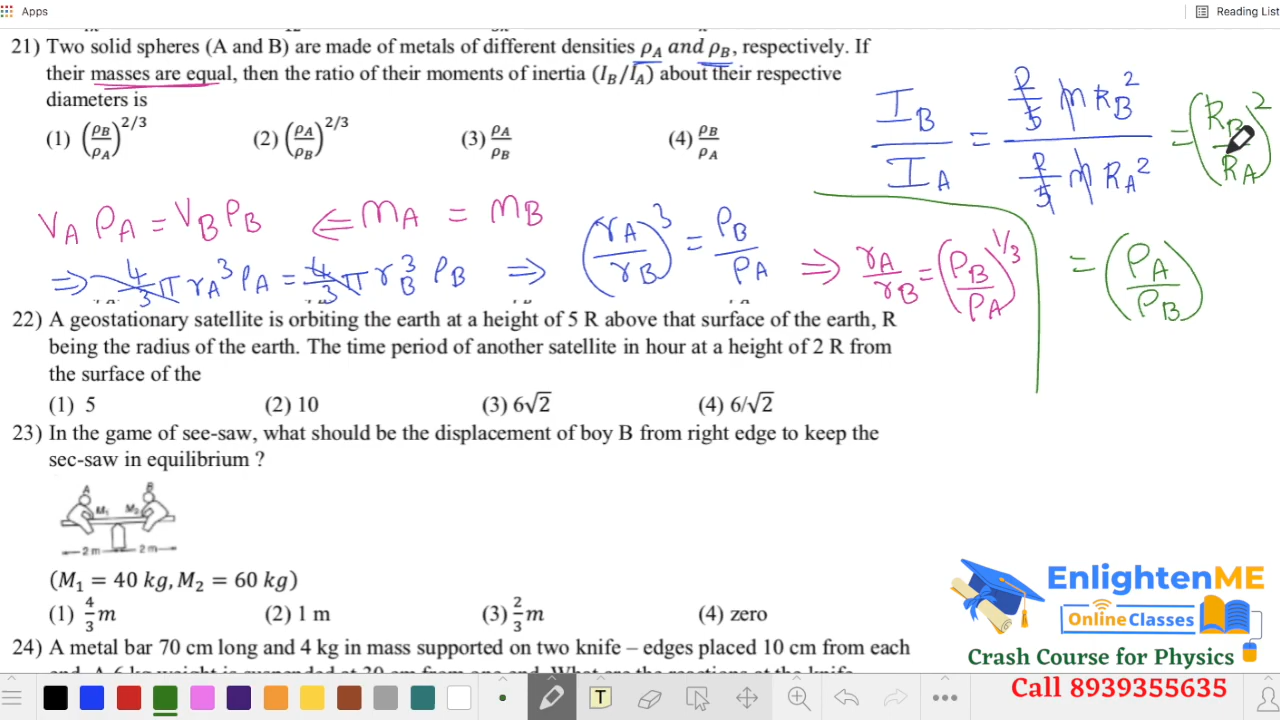 Apps
Reading List
21) Two solid spheres (A and B) are made of metals of different densities ρA and ρB, respectively. If
their masses are equal, then the ratio of their moments of inertia (IB/IA) about their respective
diameters is
(1) (ρB/ρA)^2/3 (2) (ρA/ρB)^2/3 (3) ρA/ρB (4) ρB/ρA
IB/IA = (2/5 m RB²)/(2/5 m RA²) = (RB/RA)²
VA ρA = VB ρB ⇐ mA = mB
⇒ 4/3 π rA³ ρA = 4/3 π rB³ ρB ⇒ (rA/rB)³ = ρB/ρA ⇒ rA/rB = (ρB/ρA)^1/3
= (ρA/ρB)
22) A geostationary satellite is orbiting the earth at a height of 5 R above that surface of the earth, R
being the radius of the earth. The time period of another satellite in hour at a height of 2 R from
the surface of the
(1) 5 (2) 10 (3) 6√2 (4) 6/√2
23) In the game of see-saw, what should be the displacement of boy B from right edge to keep the
sec-saw in equilibrium ?
A B
M₁ M₂
2 m 2 m
(M₁ = 40 kg, M₂ = 60 kg)
(1) 4/3 m (2) 1 m (3) 2/3 m (4) zero
24) A metal bar 70 cm long and 4 kg in mass supported on two knife – edges placed 10 cm from each
EnlightenME
Online Classes
Crash Course for Physics
Call 8939355635
T